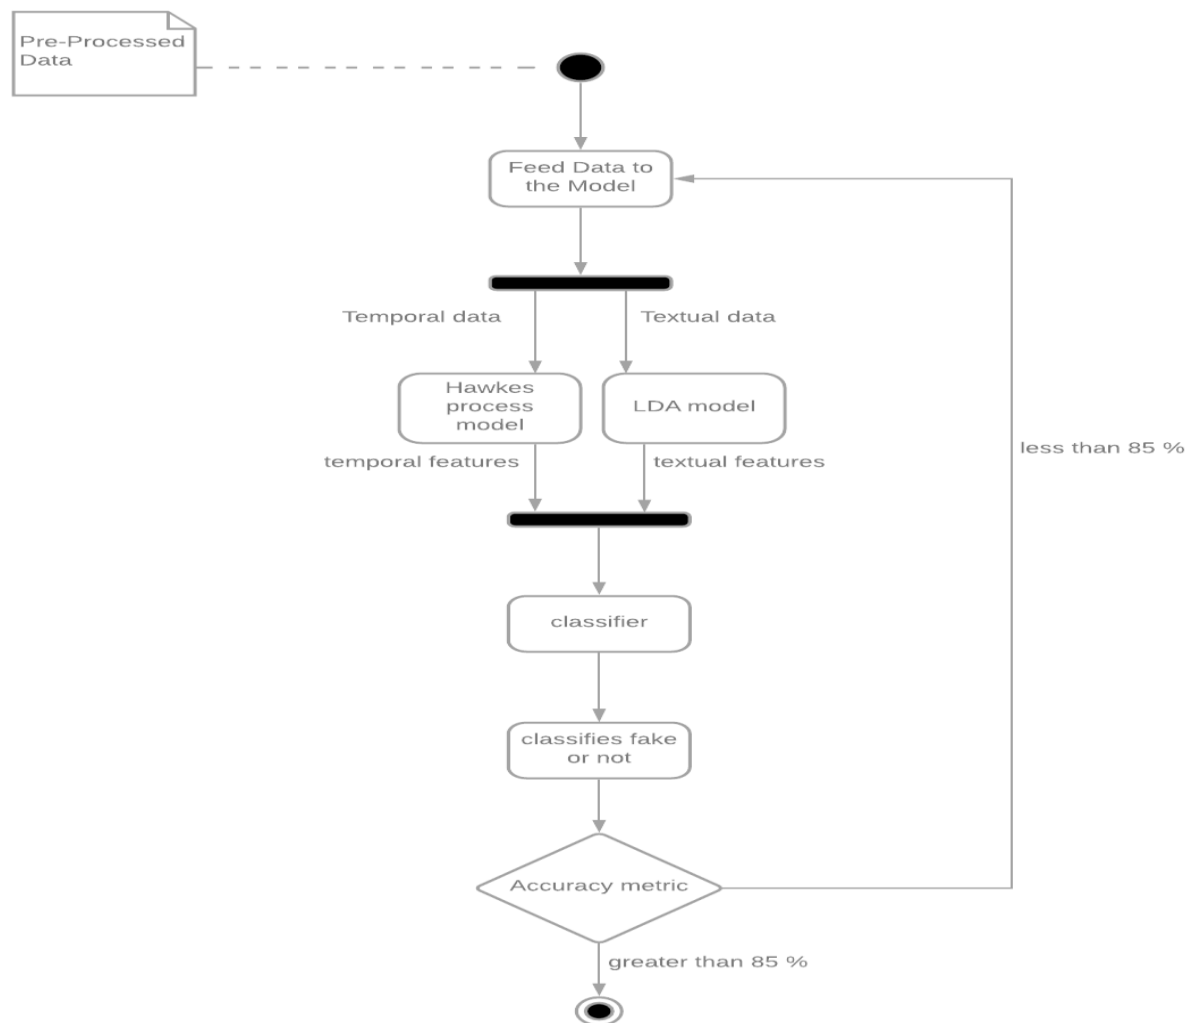 Pre-Processed
Data
Feed Data to
the Model
Temporal data
Textual data
Hawkes
process
model
LDA model
temporal features
textual features
less than 85 %
classifier
classifies fake
or not
Accuracy metric
greater than 85 %